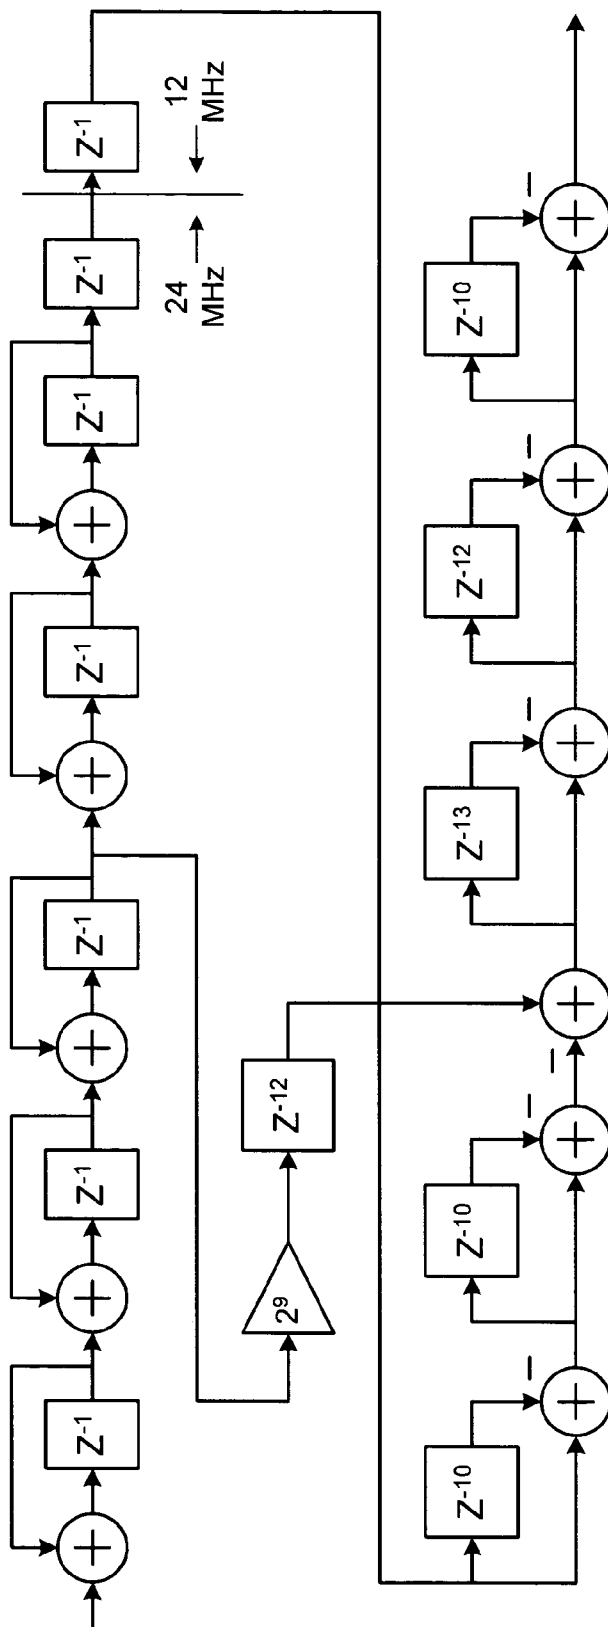 + Z⁻¹ + Z⁻¹ + Z⁻¹ + Z⁻¹ + Z⁻¹ Z⁻¹ Z⁻¹
24 MHz
12 MHz
2⁹ Z⁻¹²
Z⁻¹⁰ Z⁻¹⁰ Z⁻¹³ Z⁻¹² Z⁻¹⁰
− − − − − −
+ + + + + +